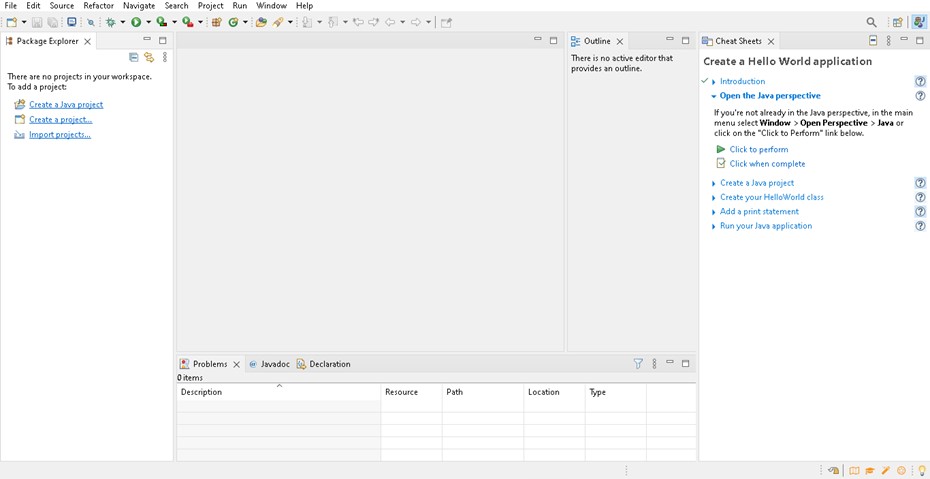 File Edit Source Refactor Navigate Search Project Run Window Help
Package Explorer
There are no projects in your workspace.
To add a project:
Create a Java project
Create a project...
Import projects...
Outline
There is no active editor that
provides an outline.
Cheat Sheets
Create a Hello World application
Introduction
Open the Java perspective
If you're not already in the Java perspective, in the main
menu select Window > Open Perspective > Java or
click on the "Click to Perform" link below.
Click to perform
Click when complete
Create a Java project
Create your HelloWorld class
Add a print statement
Run your Java application
Problems Javadoc Declaration
0 items
Description Resource Path Location Type